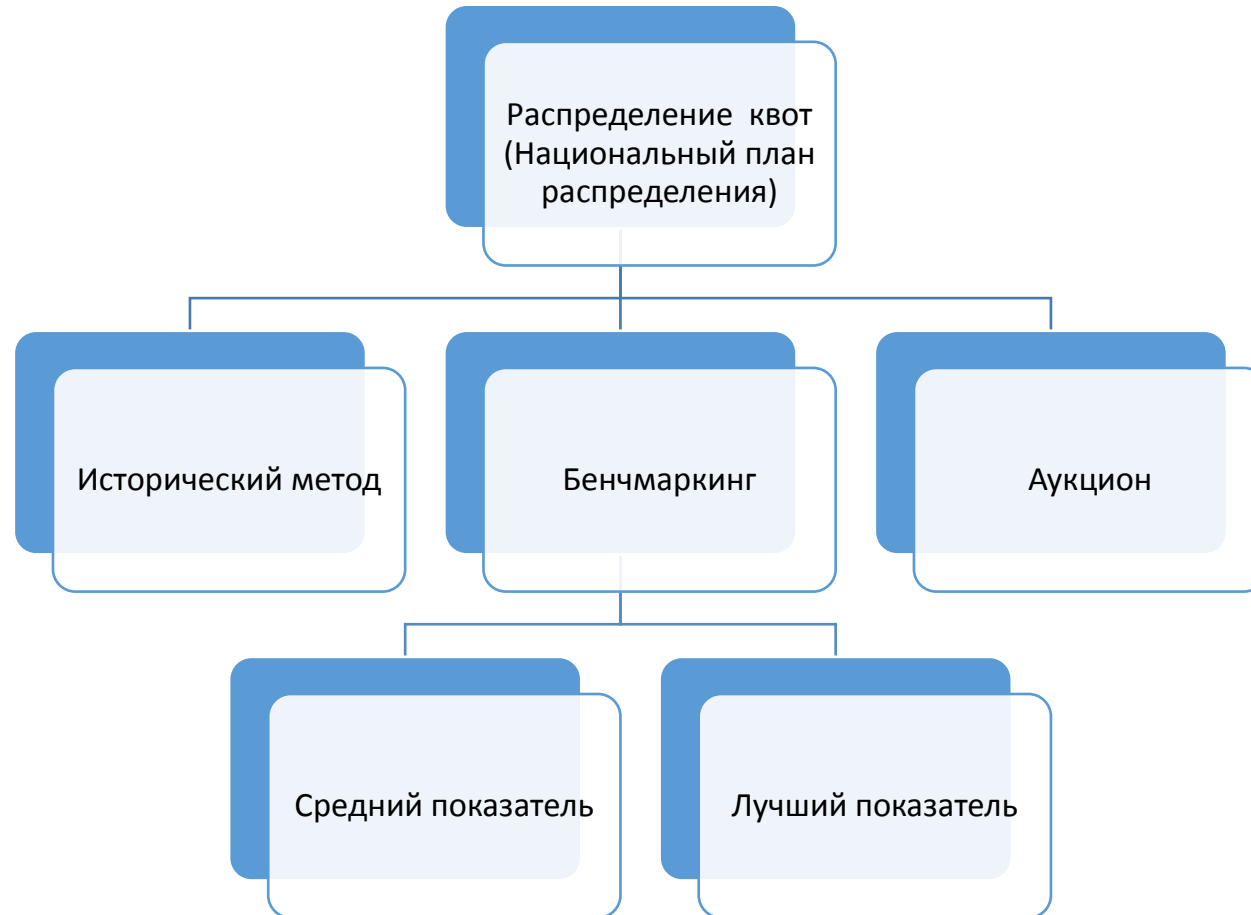 Распределение квот
(Национальный план
распределения)
Исторический метод
Бенчмаркинг
Аукцион
Средний показатель
Лучший показатель